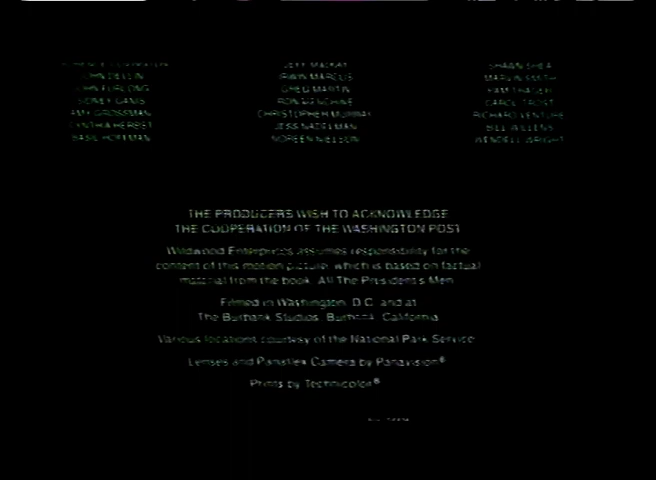 JEFF MACKAY
SHAWN SHEA
JOHN DEVLIN
IRWIN MARCUS
MARVIN SMITH
JOHN FURLONG
GREG MARTIN
PAM TRAGER
SIDNEY GANIS
RON MENCHINE
CAROL TROST
AMY GROSSMAN
CHRISTOPHER MURRAY
RICHARD VENTURE
CYNTHIA HERBST
JESS NADELMAN
BILL WILLENS
BASIL HOFFMAN
NOREEN NIELSON
WENDELL WRIGHT
THE PRODUCERS WISH TO ACKNOWLEDGE
THE COOPERATION OF THE WASHINGTON POST
Wildwood Enterprises assumes responsibility for the
content of this motion picture, which is based on factual
material from the book, All The President's Men
Filmed in Washington, D.C. and at
The Burbank Studios, Burbank, California
Various locations courtesy of the National Park Service
Lenses and Panaflex Camera by Panavision®
Prints by Technicolor®